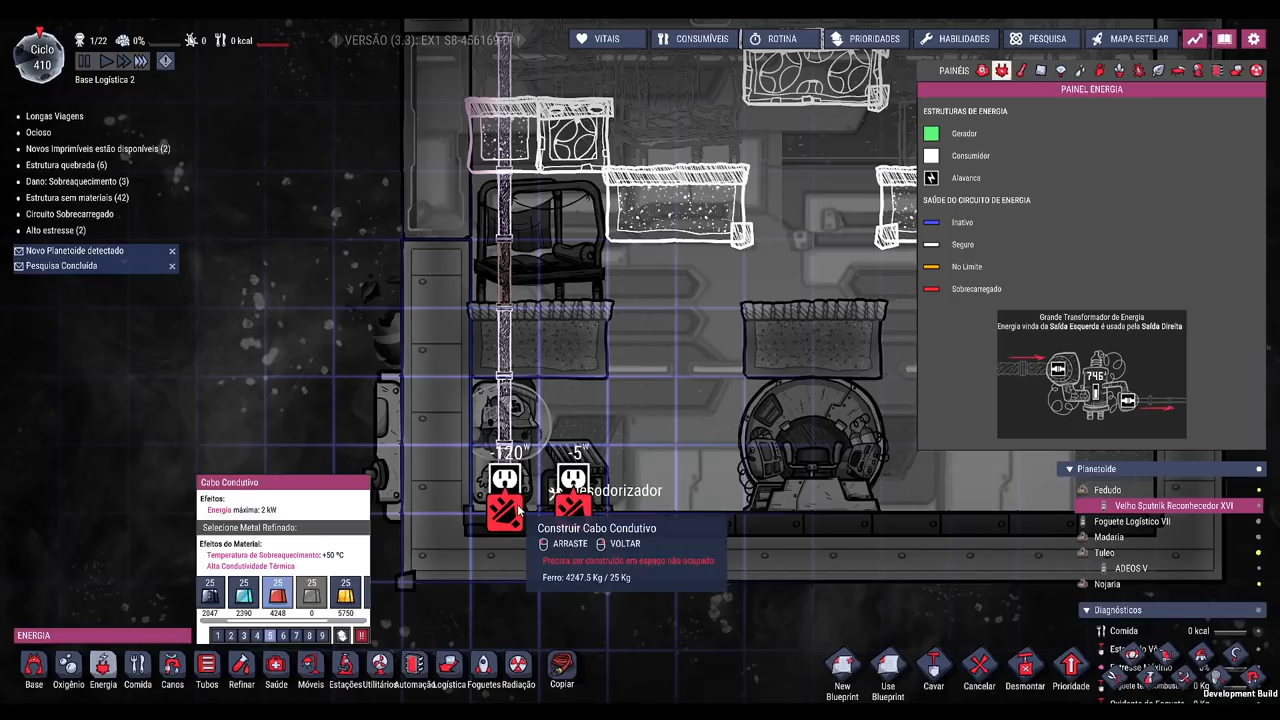 Ciclo
410
1/22
0%
0
0 kcal
Base Logística 2
VERSÃO (3.3): EX1 S8-456169-D
VITAIS
CONSUMÍVEIS
ROTINA
PRIORIDADES
HABILIDADES
PESQUISA
MAPA ESTELAR
PAINÉIS
PAINEL ENERGIA
ESTRUTURAS DE ENERGIA
Gerador
Consumidor
Alavanca
SAÚDE DO CIRCUITO DE ENERGIA
Inativo
Seguro
No Limite
Sobrecarregado
Grande Transformador de Energia
Energia vinda da Saída Esquerda é usada pela Saída Direita
Longas Viagens
Ocioso
Novos Imprimíveis estão disponíveis (2)
Estrutura quebrada (6)
Dano: Sobreaquecimento (3)
Estrutura sem materiais (42)
Circuito Sobrecarregado
Alto estresse (2)
Novo Planetoide detectado
Pesquisa Concluída
-120W
-5W
Desodorizador
Construir Cabo Condutivo
ARRASTE VOLTAR
Precisa ser construído em espaço não ocupado
Ferro: 4247.5 Kg / 25 Kg
Cabo Condutivo
Efeitos:
Energia máxima: 2 kW
Selecione Metal Refinado:
Efeitos do Material:
Temperatura de Sobreaquecimento: +50 ºC
Alta Condutividade Térmica
25 25 25 25 25
2047 2390 4248 0 5750
1 2 3 4 5 6 7 8 9 !!
ENERGIA
Base
Oxigênio
Energia
Comida
Canos
Tubos
Refinar
Saúde
Móveis
Estações
Utilitários
Automação
Logística
Foguetes
Radiação
Copiar
Planetoide
Fedudo
Velho Sputnik Reconhecedor XVI
Foguete Logístico VII
Madaria
Tuleo
ADEOS V
Nojaria
Diagnósticos
Comida 0 kcal
New Blueprint
Use Blueprint
Cavar
Cancelar
Desmontar
Prioridade
Development Build